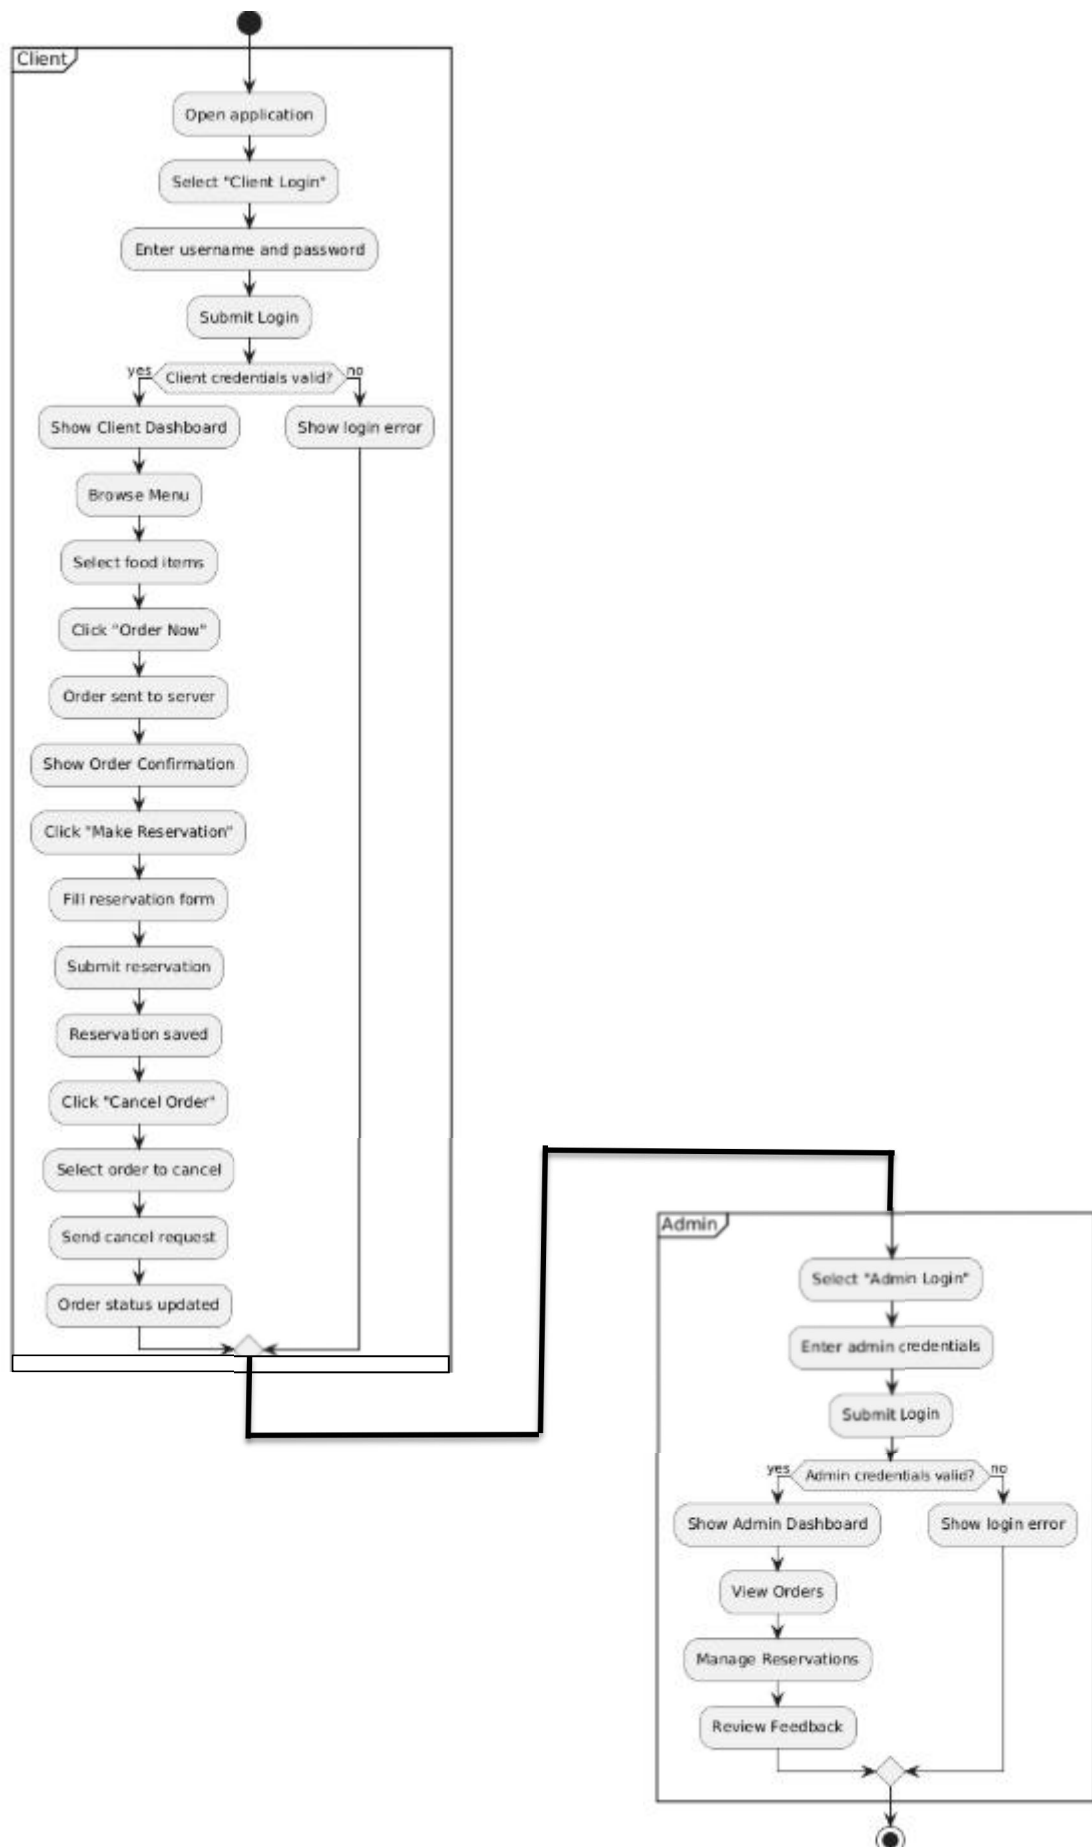 Client
Open application
Select "Client Login"
Enter username and password
Submit Login
yes
Client credentials valid?
no
Show Client Dashboard
Show login error
Browse Menu
Select food items
Click "Order Now"
Order sent to server
Show Order Confirmation
Click "Make Reservation"
Fill reservation form
Submit reservation
Reservation saved
Click "Cancel Order"
Select order to cancel
Send cancel request
Order status updated
Admin
Select "Admin Login"
Enter admin credentials
Submit Login
yes
Admin credentials valid?
no
Show Admin Dashboard
Show login error
View Orders
Manage Reservations
Review Feedback